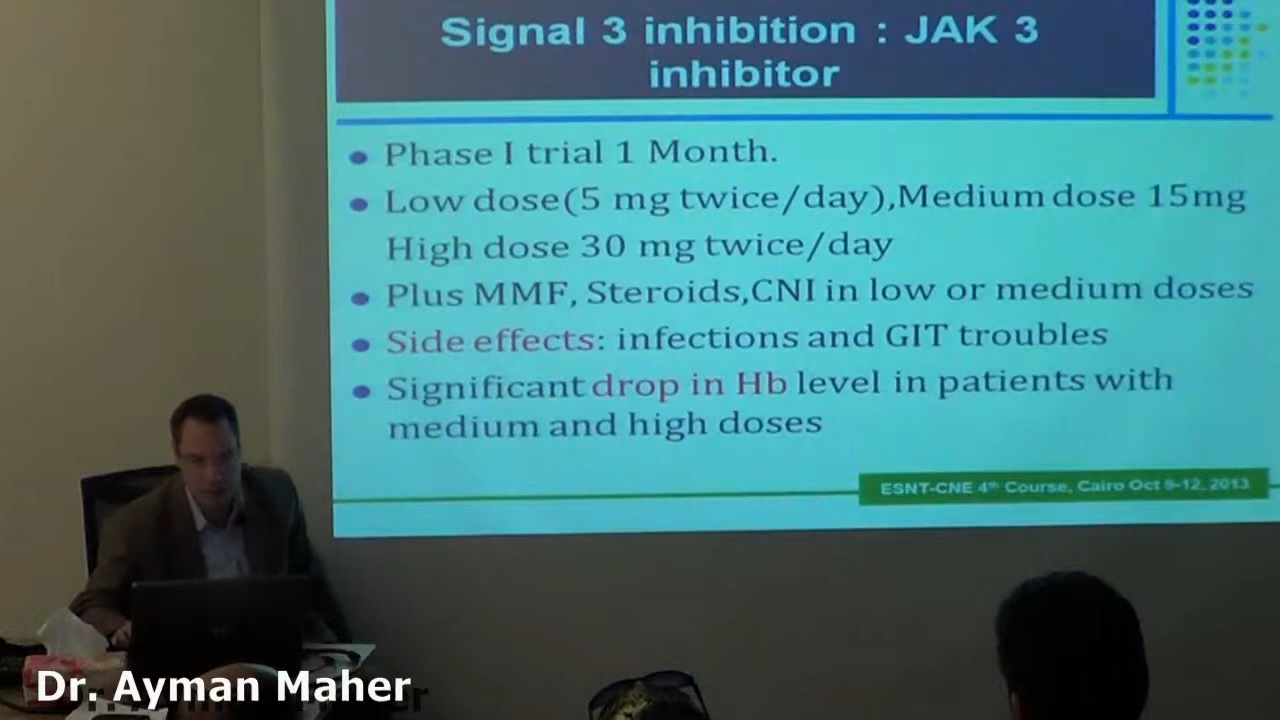 Signal 3 inhibition : JAK 3
inhibitor
Phase I trial 1 Month.
Low dose(5 mg twice/day),Medium dose 15mg
High dose 30 mg twice/day
Plus MMF, Steroids,CNI in low or medium doses
Side effects: infections and GIT troubles
Significant drop in Hb level in patients with
medium and high doses
ESNT-CNE 4th Course, Cairo Oct 9-12, 2013
Dr. Ayman Maher